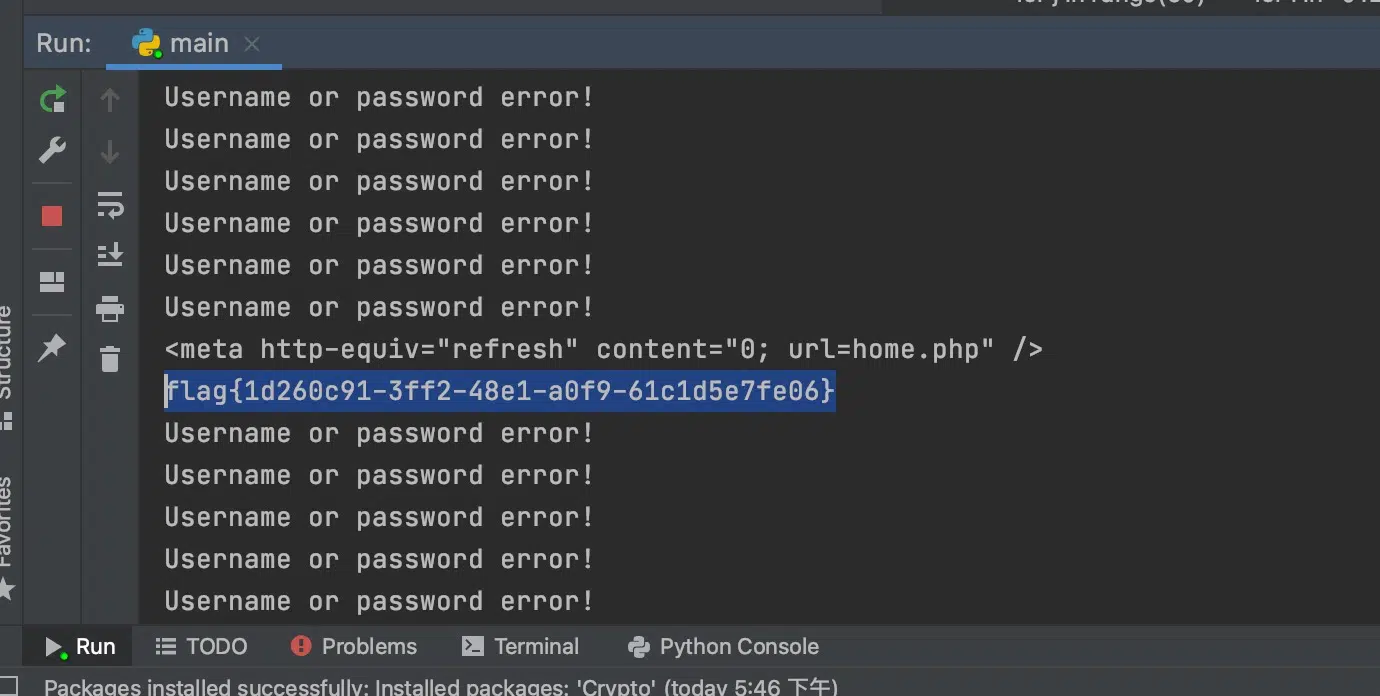 Run: main
Username or password error!
Username or password error!
Username or password error!
Username or password error!
Username or password error!
Username or password error!
<meta http-equiv="refresh" content="0; url=home.php" />
flag{1d260c91-3ff2-48e1-a0f9-61c1d5e7fe06}
Username or password error!
Username or password error!
Username or password error!
Username or password error!
Username or password error!
Structure
Favorites
Run TODO Problems Terminal Python Console
Packages installed successfully: Installed packages: 'Crypto' (today 5:46 下午)